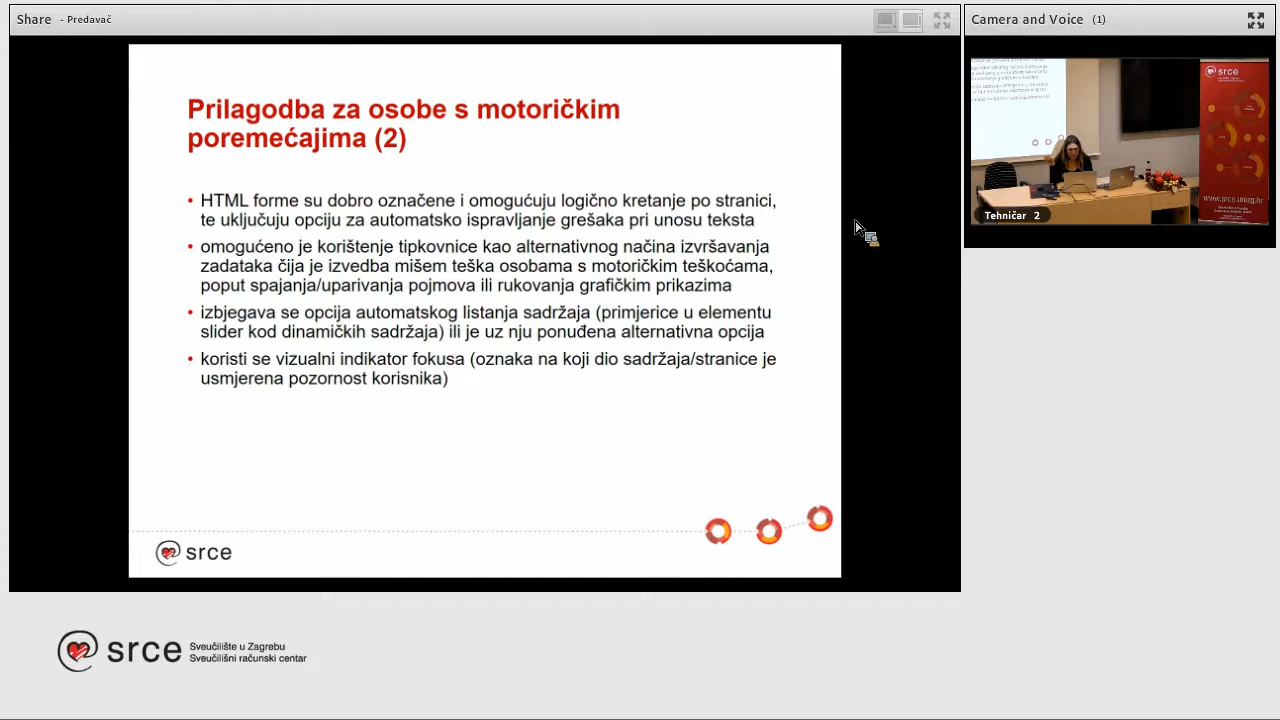 Share - Predavač
Camera and Voice (1)
Prilagodba za osobe s motoričkim
poremećajima (2)
• HTML forme su dobro označene i omogućuju logično kretanje po stranici,
te uključuju opciju za automatsko ispravljanje grešaka pri unosu teksta
• omogućeno je korištenje tipkovnice kao alternativnog načina izvršavanja
zadataka čija je izvedba mišem teška osobama s motoričkim teškoćama,
poput spajanja/uparivanja pojmova ili rukovanja grafičkim prikazima
• izbjegava se opcija automatskog listanja sadržaja (primjerice u elementu
slider kod dinamičkih sadržaja) ili je uz nju ponuđena alternativna opcija
• koristi se vizualni indikator fokusa (oznaka na koji dio sadržaja/stranice je
usmjerena pozornost korisnika)
srce
srce
www.srce.unizg.hr
Tehničar 2
srce
Sveučilište u Zagrebu
Sveučilišni računski centar